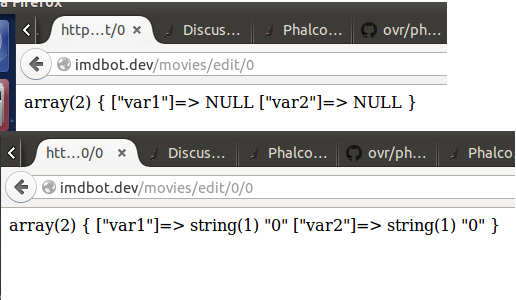 a Firefox
http...t/0 × Discus... Phalco... ovr/ph...
imdbot.dev/movies/edit/0
array(2) { ["var1"]=> NULL ["var2"]=> NULL }
htt...0/0 × Discus... Phalco... ovr/ph... Phalco
imdbot.dev/movies/edit/0/0
array(2) { ["var1"]=> string(1) "0" ["var2"]=> string(1) "0" }